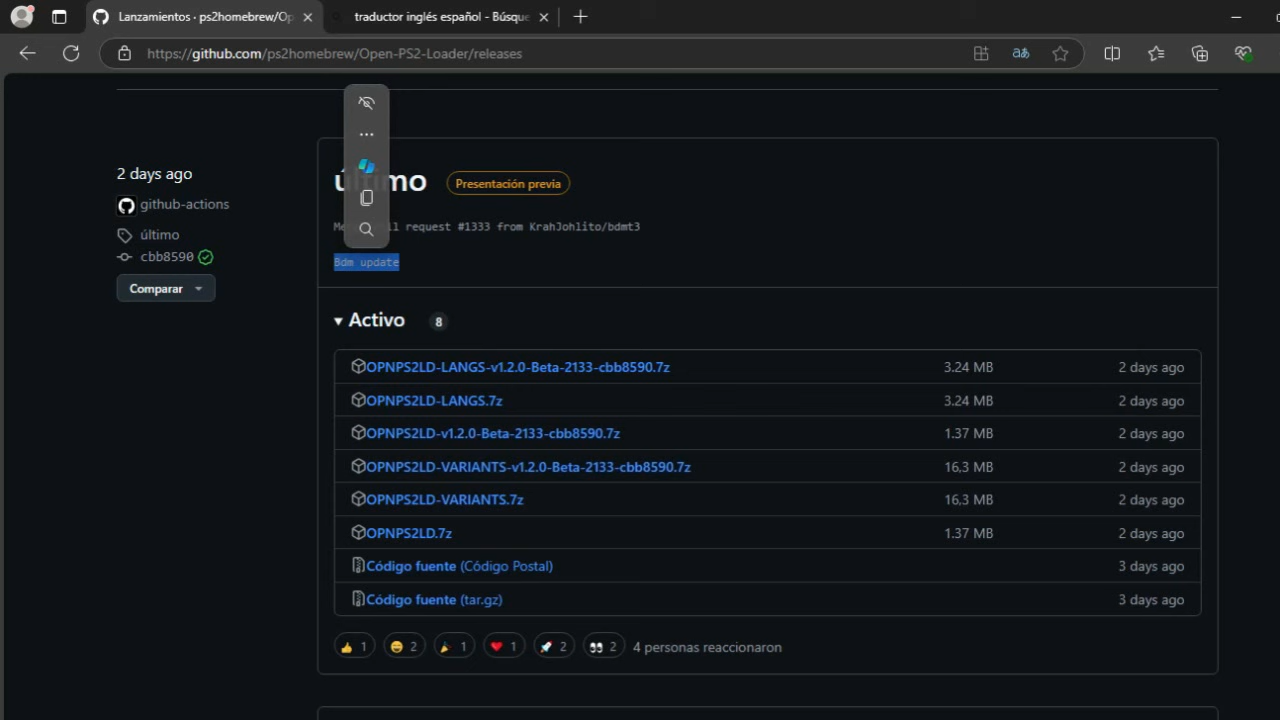 Lanzamientos · ps2homebrew/Op
traductor inglés español - Búsque
https://github.com/ps2homebrew/Open-PS2-Loader/releases
aあ
2 days ago
github-actions
último
cbb8590
Comparar
último
Presentación previa
request #1333 from KrahJohlito/bdmt3
Bdm update
Activo 8
OPNPS2LD-LANGS-v1.2.0-Beta-2133-cbb8590.7z 3.24 MB 2 days ago
OPNPS2LD-LANGS.7z 3.24 MB 2 days ago
OPNPS2LD-v1.2.0-Beta-2133-cbb8590.7z 1.37 MB 2 days ago
OPNPS2LD-VARIANTS-v1.2.0-Beta-2133-cbb8590.7z 16,3 MB 2 days ago
OPNPS2LD-VARIANTS.7z 16,3 MB 2 days ago
OPNPS2LD.7z 1.37 MB 2 days ago
Código fuente (Código Postal) 3 days ago
Código fuente (tar.gz) 3 days ago
1 2 1 1 2 2 4 personas reaccionaron